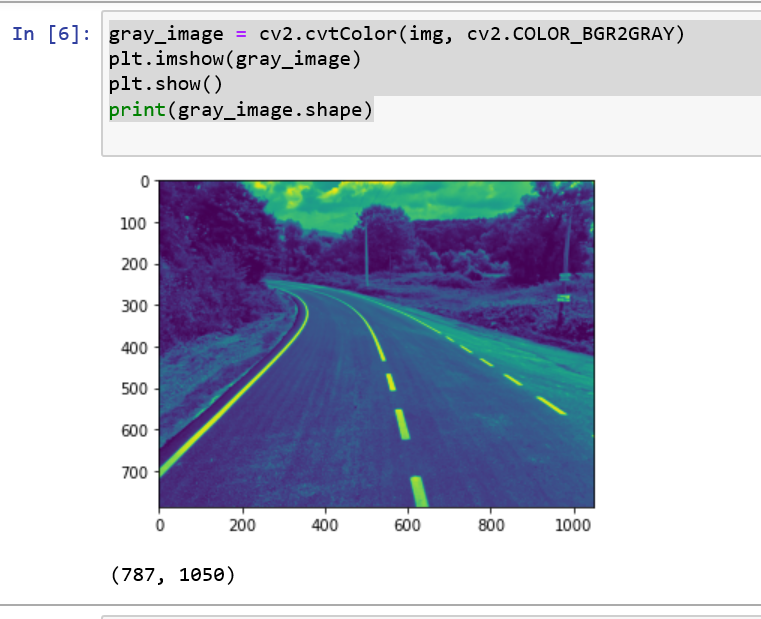 In [6]: gray_image = cv2.cvtColor(img, cv2.COLOR_BGR2GRAY)
plt.imshow(gray_image)
plt.show()
print(gray_image.shape)
0
100
200
300
400
500
600
700
0 200 400 600 800 1000
(787, 1050)